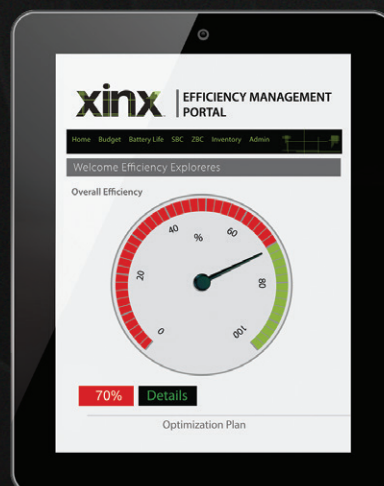 xinx
EFFICIENCY MANAGEMENT
PORTAL
Home Budget Battery Life SBC ZBC Inventory Admin
Welcome Efficiency Exploreres
Overall Efficiency
0
20
40
%
60
80
100
70%
Details
Optimization Plan